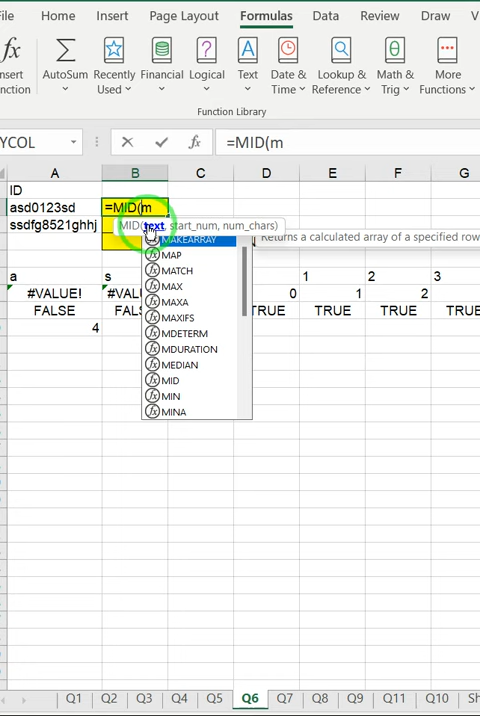 File Home Insert Page Layout Formulas Data Review Draw
fx Σ ? A θ
Insert AutoSum Recently Financial Logical Text Date & Lookup & Math & More
Function Used Time Reference Trig Functions
Function Library
fx =MID(m
A B C D E F G
ID
asd0123sd =MID(m
ssdfg8521ghhj MID(text, start_num, num_chars)
MAKEARRAY Returns a calculated array of a specified row
MAP
a s 1 2 3
MATCH
MAX
#VALUE! 0 1 2
MAXA
FALSE TRUE TRUE TRUE
MAXIFS
4
MDETERM
MDURATION
MEDIAN
MID
MIN
MINA
Q1 Q2 Q3 Q4 Q5 Q6 Q7 Q8 Q9 Q11 Q10